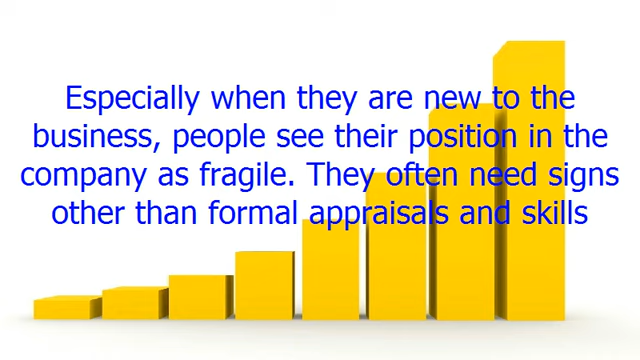 Especially when they are new to the
business, people see their position in the
company as fragile. They often need signs
other than formal appraisals and skills